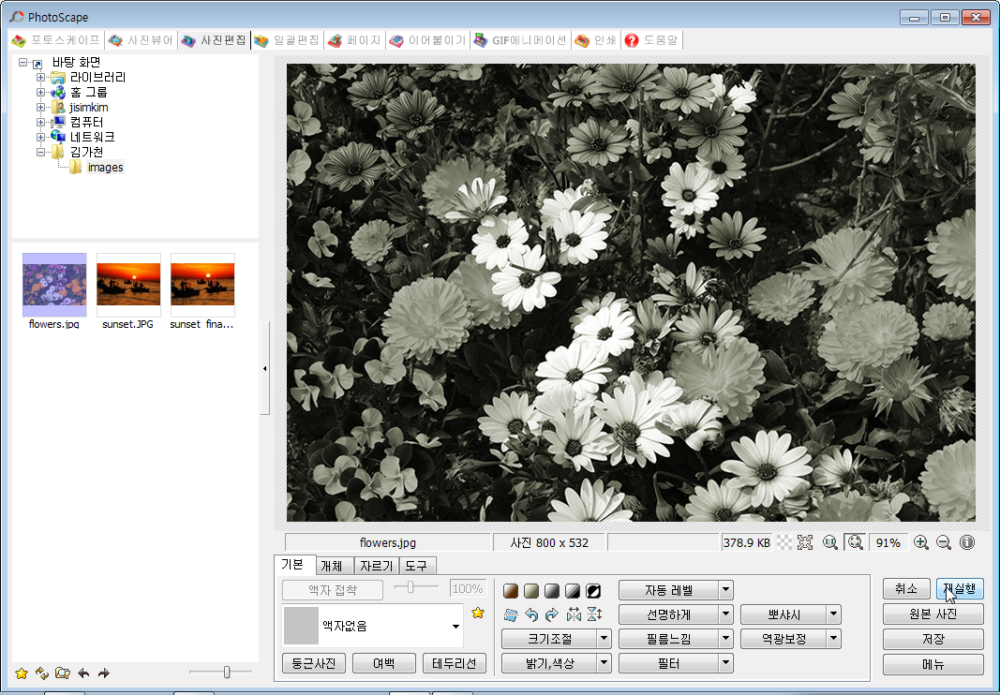 PhotoScape
포토스케이프 사진뷰어 사진편집 일괄편집 페이지 이어붙이기 GIF애니메이션 인쇄 도움말
바탕 화면
라이브러리
홈 그룹
jisimkim
컴퓨터
네트워크
김가천
images
flowers.jpg sunset.JPG sunset_fina...
flowers.jpg 사진 800 x 532 378.9 KB 91%
기본 개체 자르기 도구
액자 접착 100%
액자없음
둥근사진 여백 테두리선
자동 레벨
선명하게 뽀샤시
크기조절 필름느낌 역광보정
밝기,색상 필터
취소 재실행
원본 사진
저장
메뉴